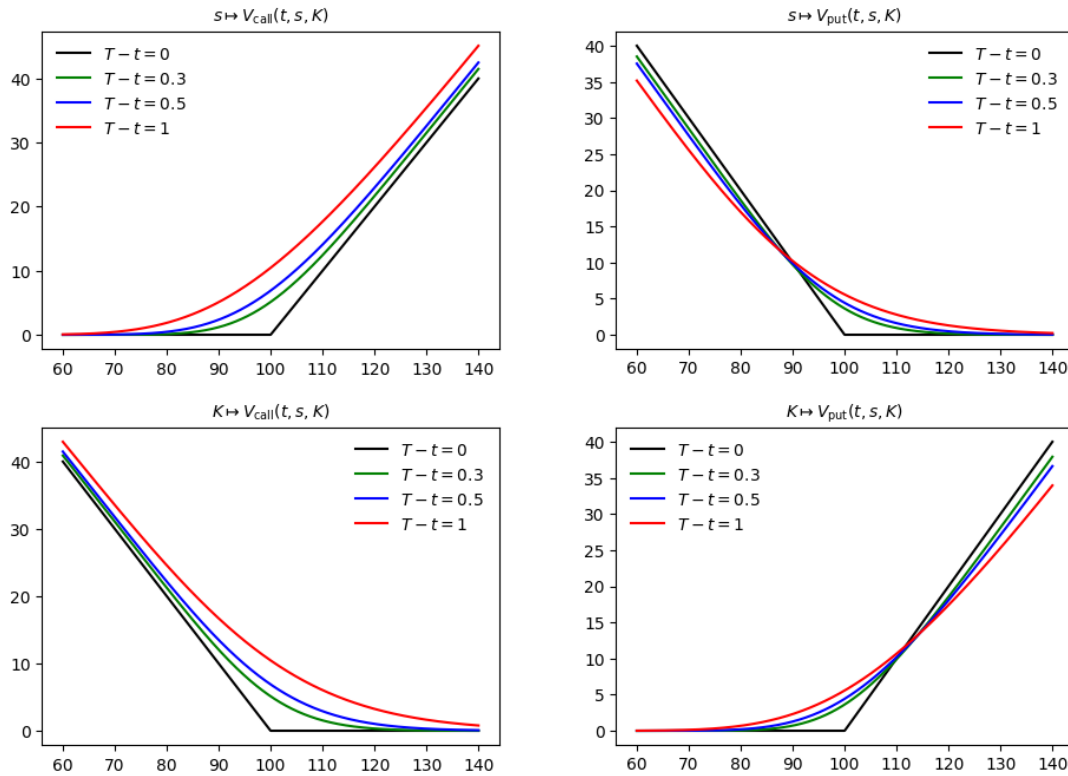 s ↦ V_call(t, s, K)
40
30
20
10
0
T − t = 0
T − t = 0.3
T − t = 0.5
T − t = 1
60 70 80 90 100 110 120 130 140
s ↦ V_put(t, s, K)
40
35
30
25
20
15
10
5
0
T − t = 0
T − t = 0.3
T − t = 0.5
T − t = 1
60 70 80 90 100 110 120 130 140
K ↦ V_call(t, s, K)
40
30
20
10
0
T − t = 0
T − t = 0.3
T − t = 0.5
T − t = 1
60 70 80 90 100 110 120 130 140
K ↦ V_put(t, s, K)
40
35
30
25
20
15
10
5
0
T − t = 0
T − t = 0.3
T − t = 0.5
T − t = 1
60 70 80 90 100 110 120 130 140